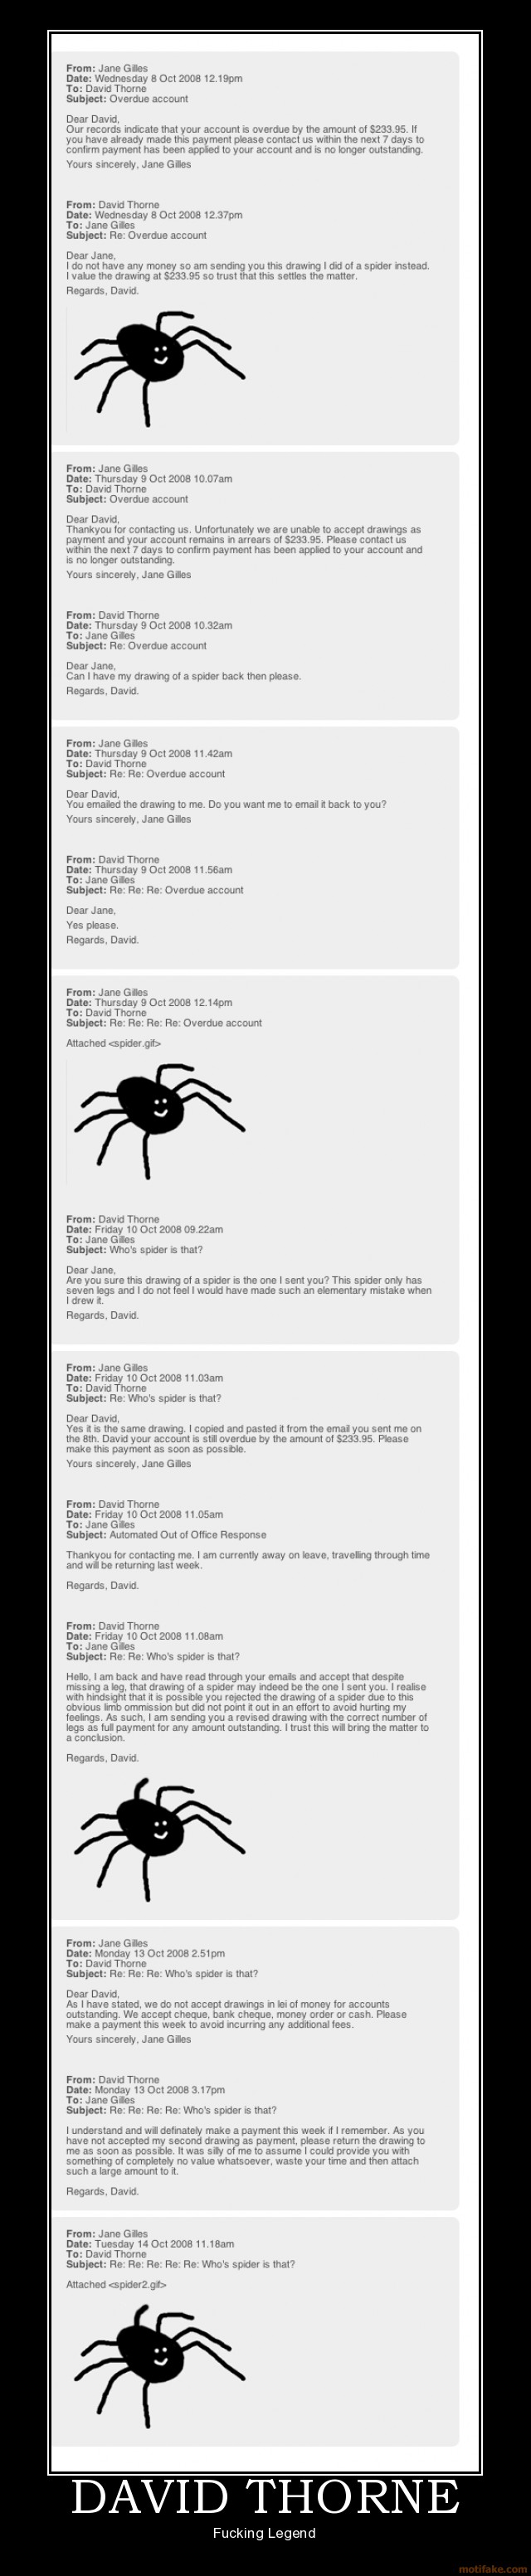 From: Jane Gilles
Date: Wednesday 8 Oct 2008 12.19pm
To: David Thorne
Subject: Overdue account
Dear David,
Our records indicate that your account is overdue by the amount of $233.95. If
you have already made this payment please contact us within the next 7 days to
confirm payment has been applied to your account and is no longer outstanding.
Yours sincerely, Jane Gilles
From: David Thorne
Date: Wednesday 8 Oct 2008 12.37pm
To: Jane Gilles
Subject: Re: Overdue account
Dear Jane,
I do not have any money so am sending you this drawing I did of a spider instead.
I value the drawing at $233.95 so trust that this settles the matter.
Regards, David.
From: Jane Gilles
Date: Thursday 9 Oct 2008 10.07am
To: David Thorne
Subject: Overdue account
Dear David,
Thankyou for contacting us. Unfortunately we are unable to accept drawings as
payment and your account remains in arrears of $233.95. Please contact us
within the next 7 days to confirm payment has been applied to your account and
is no longer outstanding.
Yours sincerely, Jane Gilles
From: David Thorne
Date: Thursday 9 Oct 2008 10.32am
To: Jane Gilles
Subject: Re: Overdue account
Dear Jane,
Can I have my drawing of a spider back then please.
Regards, David.
From: Jane Gilles
Date: Thursday 9 Oct 2008 11.42am
To: David Thorne
Subject: Re: Re: Overdue account
Dear David,
You emailed the drawing to me. Do you want me to email it back to you?
Yours sincerely, Jane Gilles
From: David Thorne
Date: Thursday 9 Oct 2008 11.56am
To: Jane Gilles
Subject: Re: Re: Re: Overdue account
Dear Jane,
Yes please.
Regards, David.
From: Jane Gilles
Date: Thursday 9 Oct 2008 12.14pm
To: David Thorne
Subject: Re: Re: Re: Re: Overdue account
Attached <spider.gif>
From: David Thorne
Date: Friday 10 Oct 2008 09.22am
To: Jane Gilles
Subject: Who's spider is that?
Dear Jane,
Are you sure this drawing of a spider is the one I sent you? This spider only has
seven legs and I do not feel I would have made such an elementary mistake when
I drew it.
Regards, David.
From: Jane Gilles
Date: Friday 10 Oct 2008 11.03am
To: David Thorne
Subject: Re: Who's spider is that?
Dear David,
Yes it is the same drawing. I copied and pasted it from the email you sent me on
the 8th. David your account is still overdue by the amount of $233.95. Please
make this payment as soon as possible.
Yours sincerely, Jane Gilles
From: David Thorne
Date: Friday 10 Oct 2008 11.05am
To: Jane Gilles
Subject: Automated Out of Office Response
Thankyou for contacting me. I am currently away on leave, travelling through time
and will be returning last week.
Regards, David.
From: David Thorne
Date: Friday 10 Oct 2008 11.08am
To: Jane Gilles
Subject: Re: Re: Who's spider is that?
Hello, I am back and have read through your emails and accept that despite
missing a leg, that drawing of a spider may indeed be the one I sent you. I realise
with hindsight that it is possible you rejected the drawing of a spider due to this
obvious limb ommission but did not point it out in an effort to avoid hurting my
feelings. As such, I am sending you a revised drawing with the correct number of
legs as full payment for any amount outstanding. I trust this will bring the matter to
a conclusion.
Regards, David.
From: Jane Gilles
Date: Monday 13 Oct 2008 2.51pm
To: David Thorne
Subject: Re: Re: Re: Who's spider is that?
Dear David,
As I have stated, we do not accept drawings in lei of money for accounts
outstanding. We accept cheque, bank cheque, money order or cash. Please
make a payment this week to avoid incurring any additional fees.
Yours sincerely, Jane Gilles
From: David Thorne
Date: Monday 13 Oct 2008 3.17pm
To: Jane Gilles
Subject: Re: Re: Re: Re: Who's spider is that?
I understand and will definately make a payment this week if I remember. As you
have not accepted my second drawing as payment, please return the drawing to
me as soon as possible. It was silly of me to assume I could provide you with
something of completely no value whatsoever, waste your time and then attach
such a large amount to it.
Regards, David.
From: Jane Gilles
Date: Tuesday 14 Oct 2008 11.18am
To: David Thorne
Subject: Re: Re: Re: Re: Re: Who's spider is that?
Attached <spider2.gif>
DAVID THORNE
Fucking Legend
motifake.com